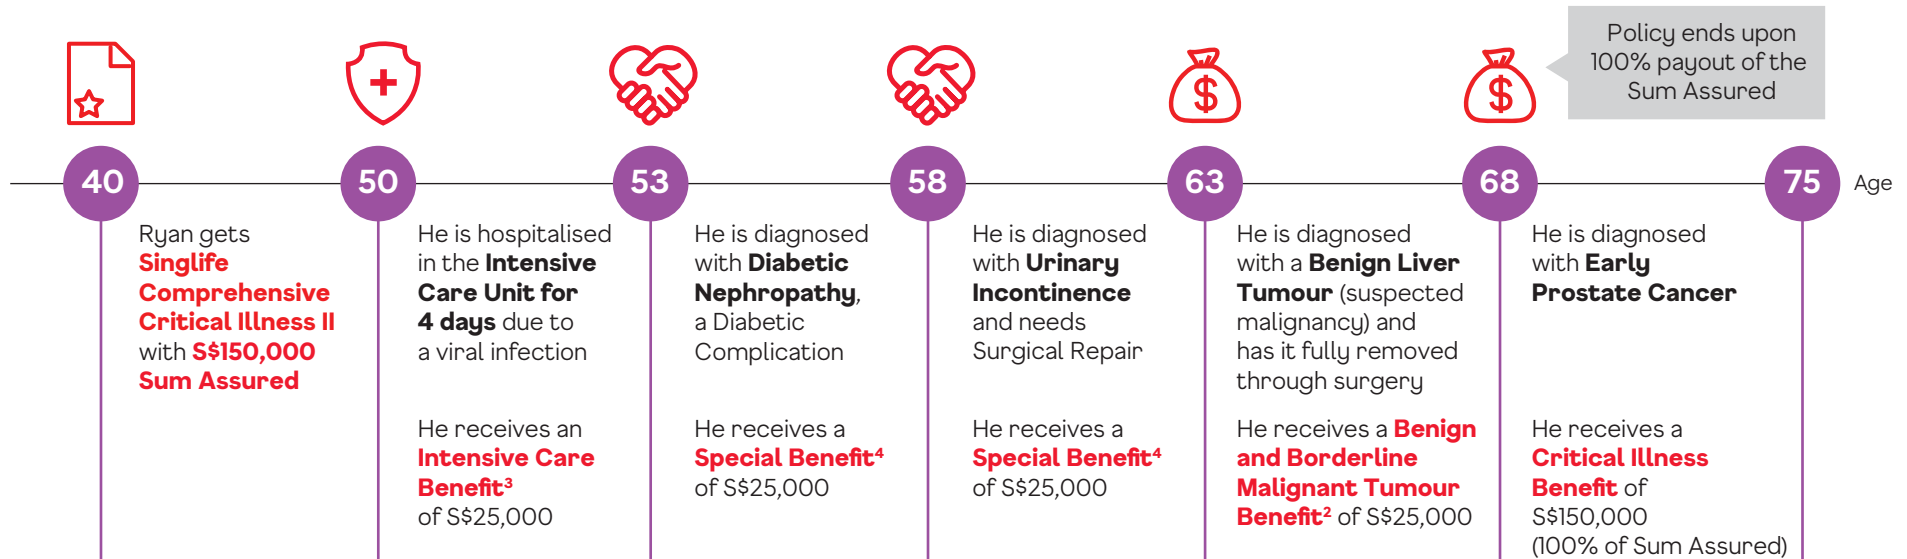 Policy ends upon
100% payout of the
Sum Assured
$
$
40
50
53
58
63
68
75
Age
Ryan gets
Singlife
Comprehensive
Critical Illness II
with S$150,000
Sum Assured
He is hospitalised
in the Intensive
Care Unit for
4 days due to
a viral infection
He receives an
Intensive Care
Benefit³
of S$25,000
He is diagnosed
with Diabetic
Nephropathy,
a Diabetic
Complication
He receives a
Special Benefit⁴
of S$25,000
He is diagnosed
with Urinary
Incontinence
and needs
Surgical Repair
He receives a
Special Benefit⁴
of S$25,000
He is diagnosed
with a Benign Liver
Tumour (suspected
malignancy) and
has it fully removed
through surgery
He receives a Benign
and Borderline
Malignant Tumour
Benefit² of S$25,000
He is diagnosed
with Early
Prostate Cancer
He receives a
Critical Illness
Benefit of
S$150,000
(100% of Sum Assured)